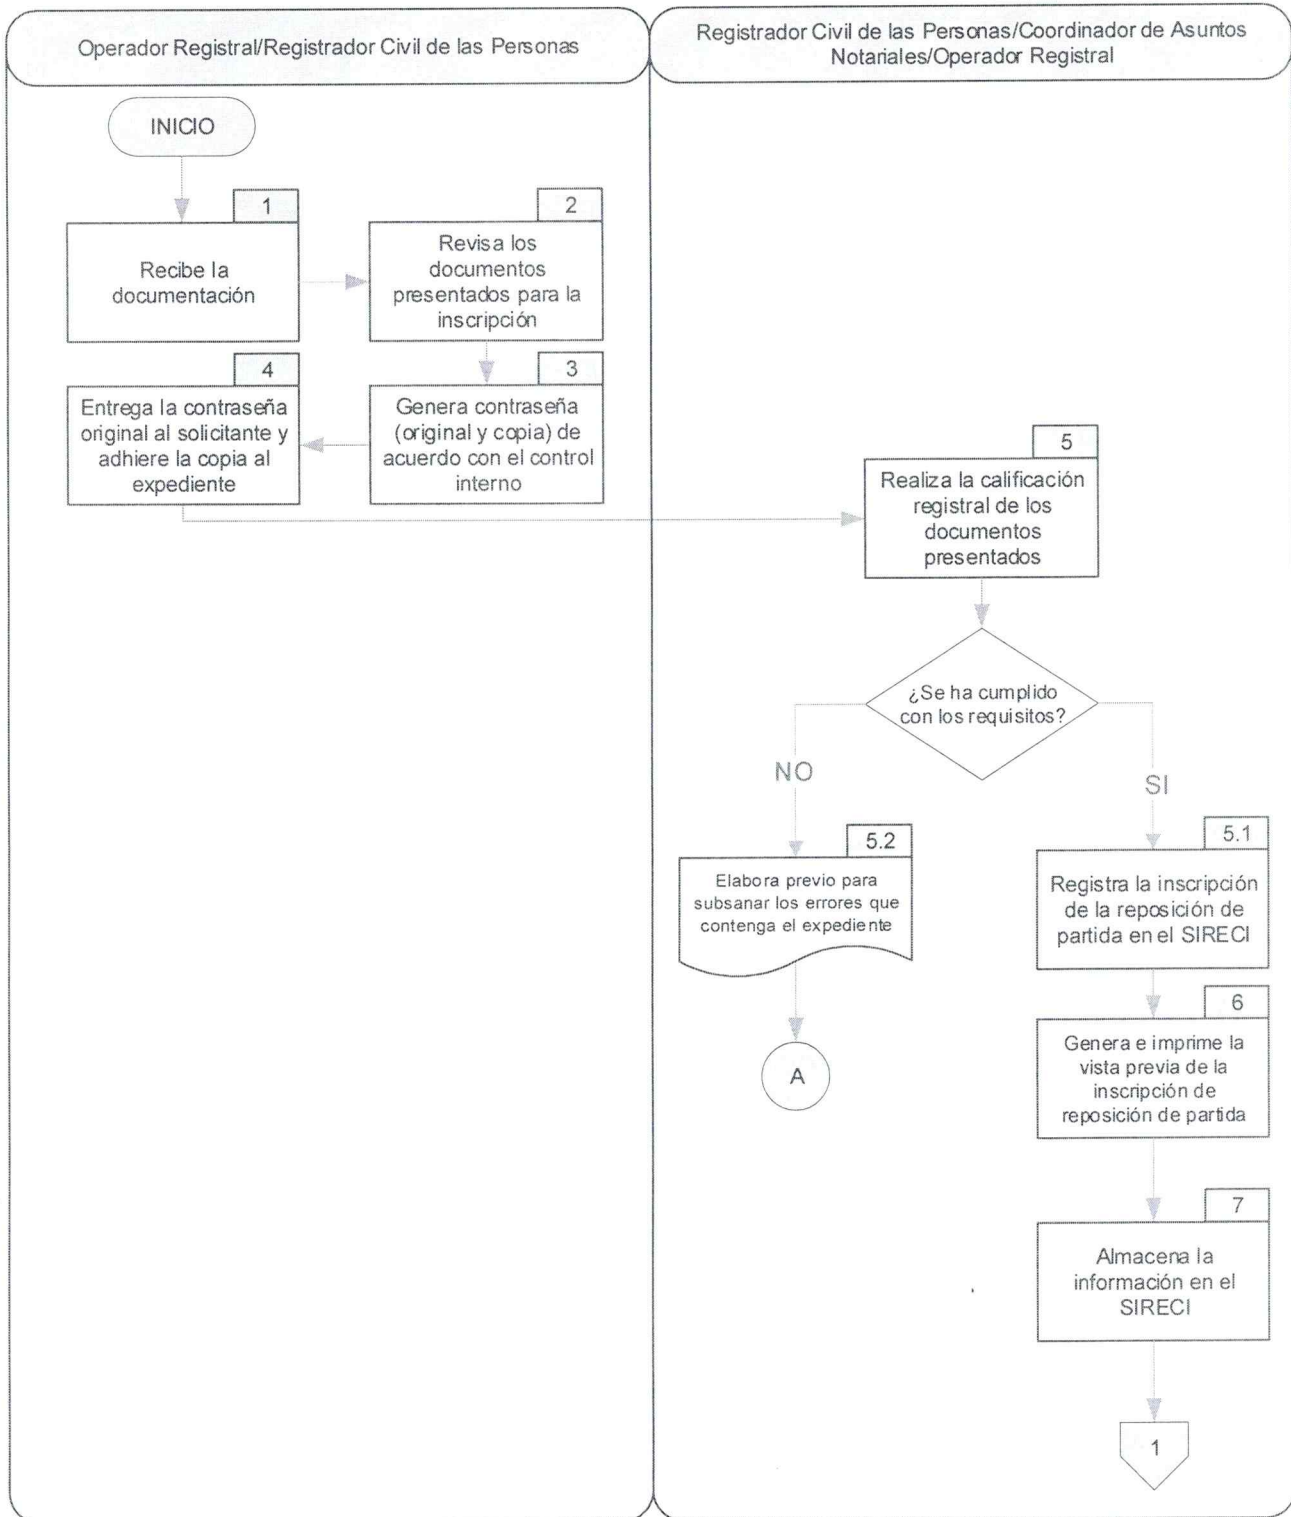 Operador Registral/Registrador Civil de las Personas
Registrador Civil de las Personas/Coordinador de Asuntos
Notariales/Operador Registral
INICIO
1
Recibe la
documentación
2
Revisa los
documentos
presentados para la
inscripción
4
Entrega la contraseña
original al solicitante y
adhiere la copia al
expediente
3
Genera contraseña
(original y copia) de
acuerdo con el control
interno
5
Realiza la calificación
registral de los
documentos
presentados
¿Se ha cumplido
con los requisitos?
NO
SI
5.2
Elabora previo para
subsanar los errores que
contenga el expediente
5.1
Registra la inscripción
de la reposición de
partida en el SIRECI
A
6
Genera e imprime la
vista previa de la
inscripción de
reposición de partida
7
Almacena la
información en el
SIRECI
1